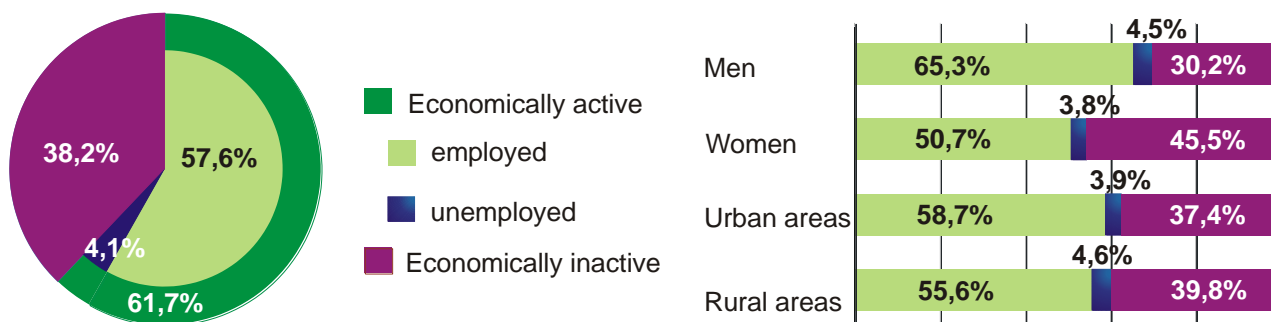 38,2%
57,6%
4,1%
61,7%
Economically active
employed
unemployed
Economically inactive
4,5%
Men
65,3%
30,2%
3,8%
Women
50,7%
45,5%
3,9%
Urban areas
58,7%
37,4%
4,6%
Rural areas
55,6%
39,8%